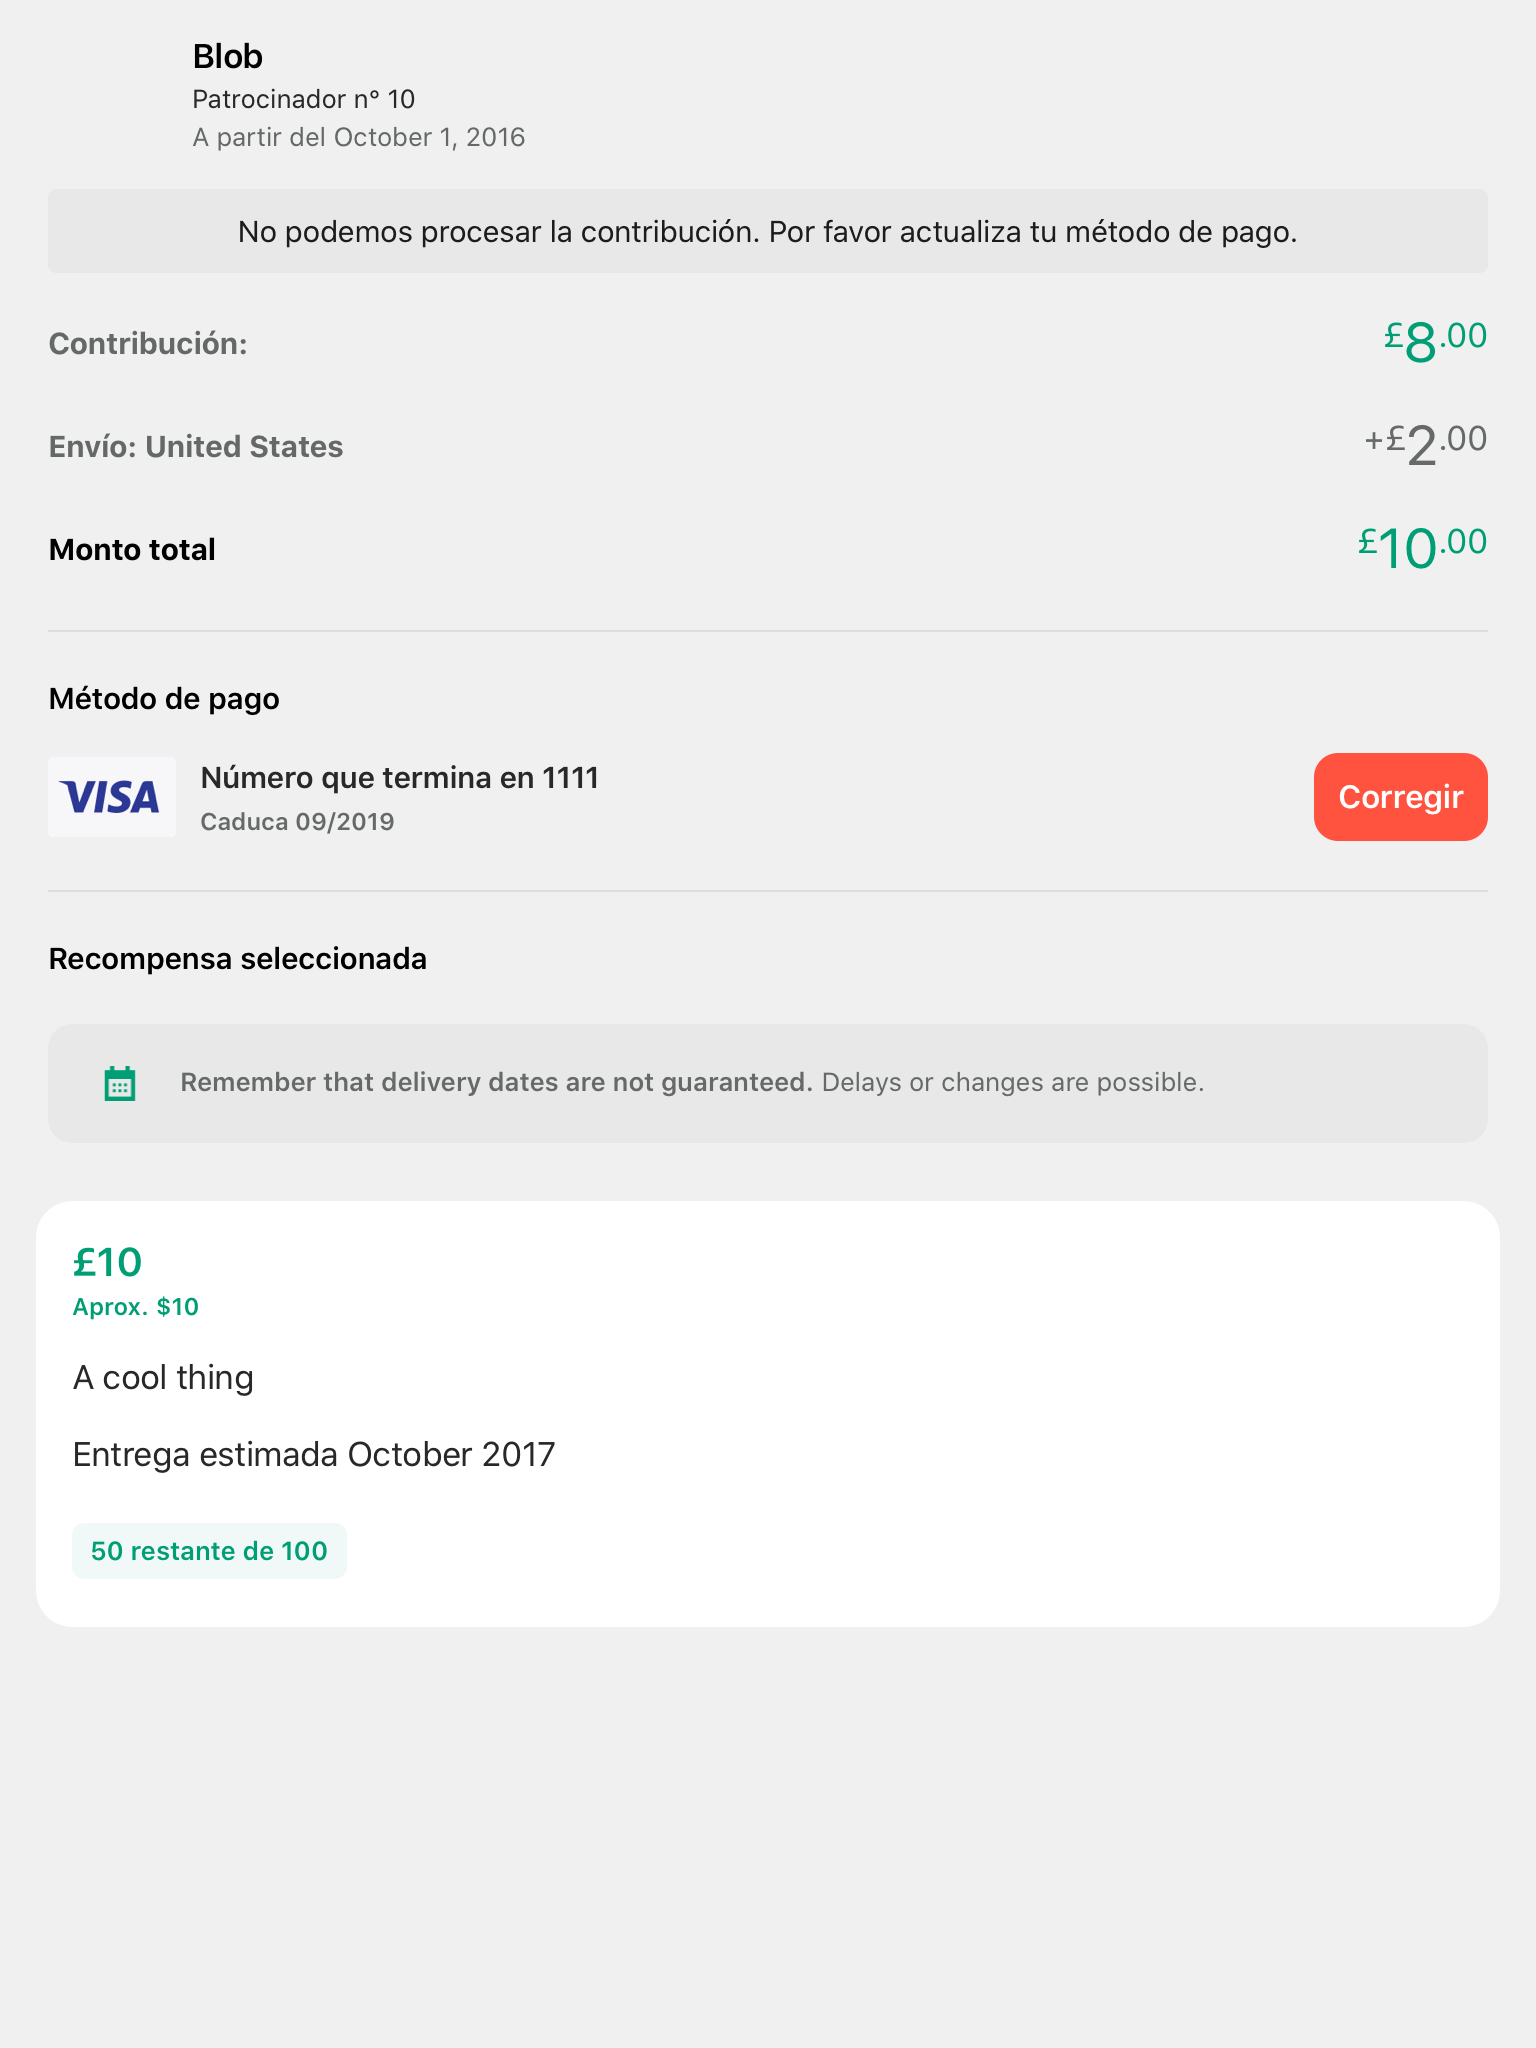 Blob
Patrocinador n° 10
A partir del October 1, 2016
No podemos procesar la contribución. Por favor actualiza tu método de pago.
Contribución: £8.00
Envío: United States +£2.00
Monto total £10.00
Método de pago
VISA Número que termina en 1111
Caduca 09/2019
Corregir
Recompensa seleccionada
Remember that delivery dates are not guaranteed. Delays or changes are possible.
£10
Aprox. $10
A cool thing
Entrega estimada October 2017
50 restante de 100